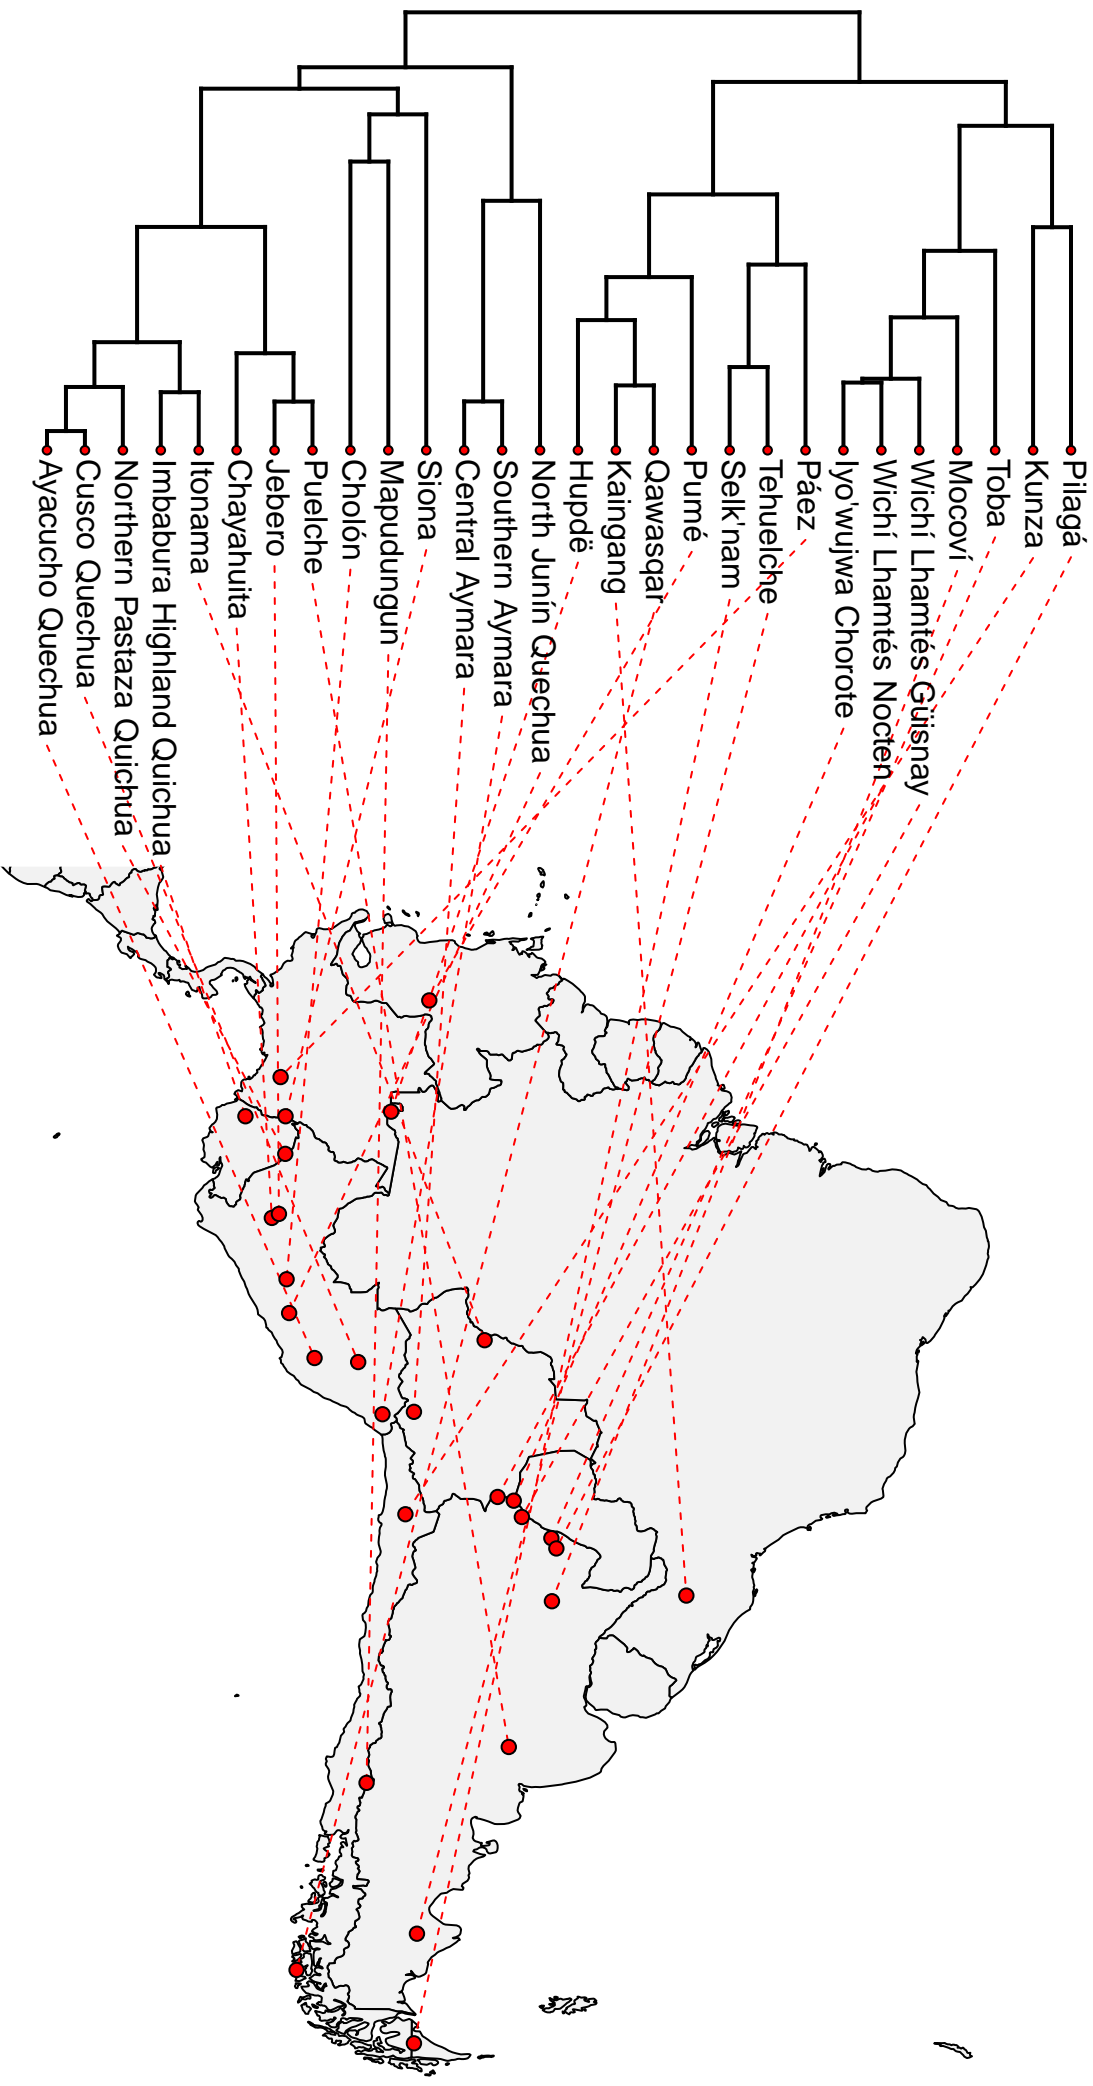 Pilagá
Kunza
Toba
Mocoví
Wichí Lhamtés Güisnay
Wichí Lhamtés Nocten
Iyo'wujwa Chorote
Páez
Tehuelche
Selk'nam
Pumé
Qawasqar
Kaingang
Hupdë
North Junín Quechua
Southern Aymara
Central Aymara
Siona
Mapudungun
Cholón
Puelche
Jebero
Chayahuita
Itonama
Imbabura Highland Quichua
Northern Pastaza Quichua
Cusco Quechua
Ayacucho Quechua